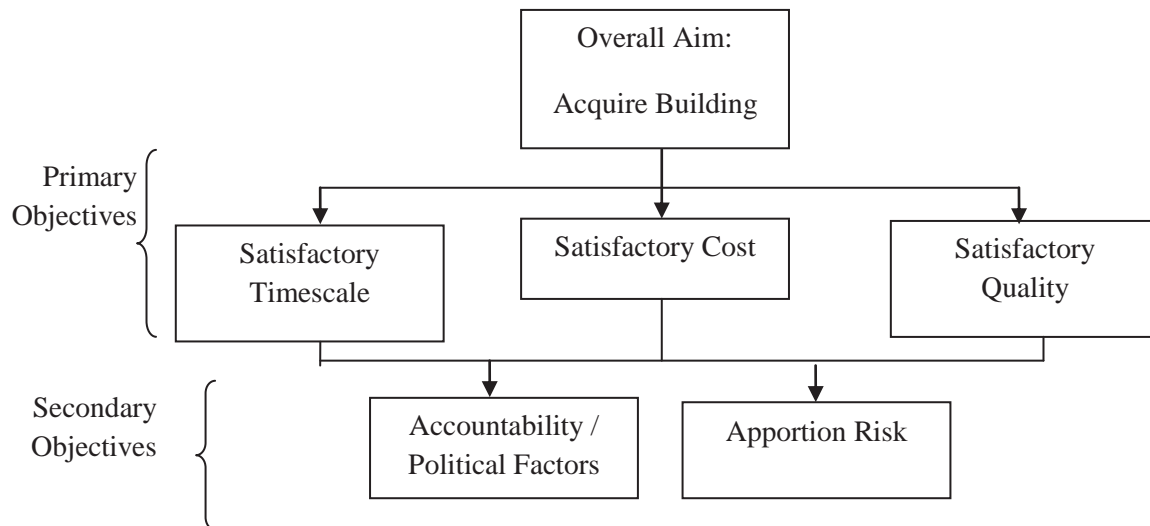 Overall Aim:
Acquire Building
Primary
Objectives
Satisfactory
Timescale
Satisfactory Cost
Satisfactory
Quality
Secondary
Objectives
Accountability /
Political Factors
Apportion Risk